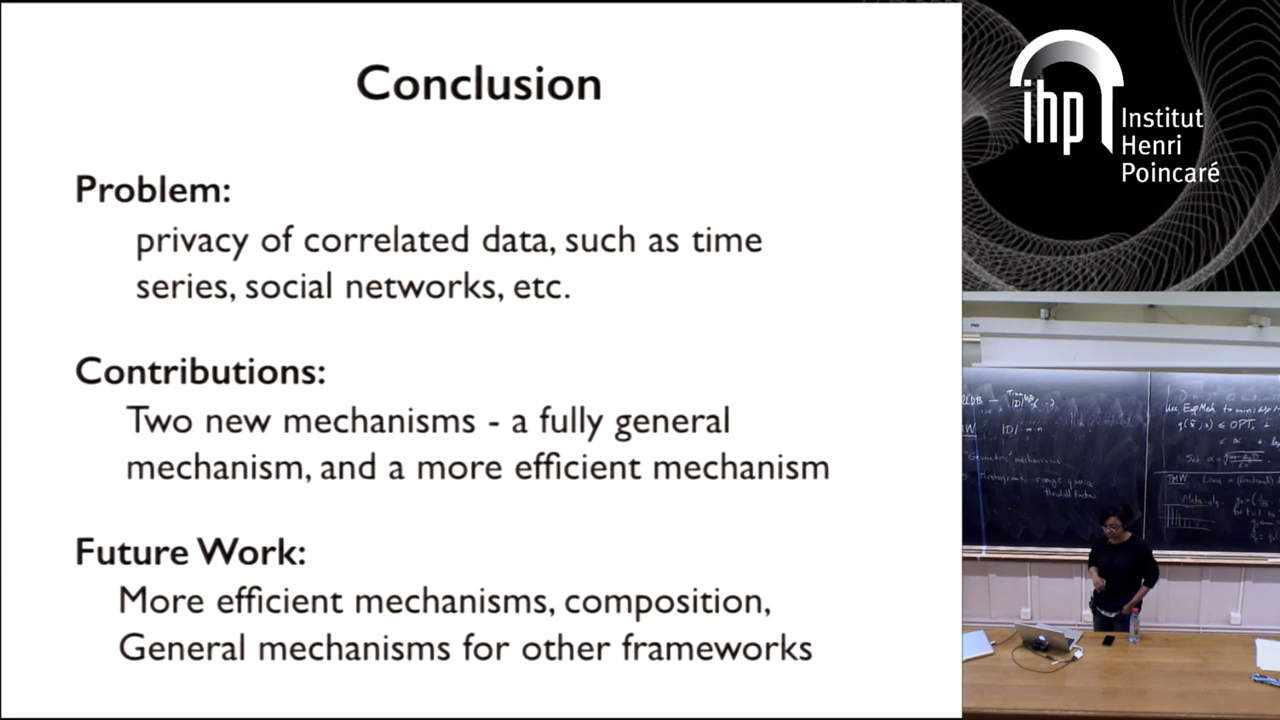 Conclusion
Problem:
privacy of correlated data, such as time
series, social networks, etc.
Contributions:
Two new mechanisms - a fully general
mechanism, and a more efficient mechanism
Future Work:
More efficient mechanisms, composition,
General mechanisms for other frameworks
ihp
Institut
Henri
Poincaré